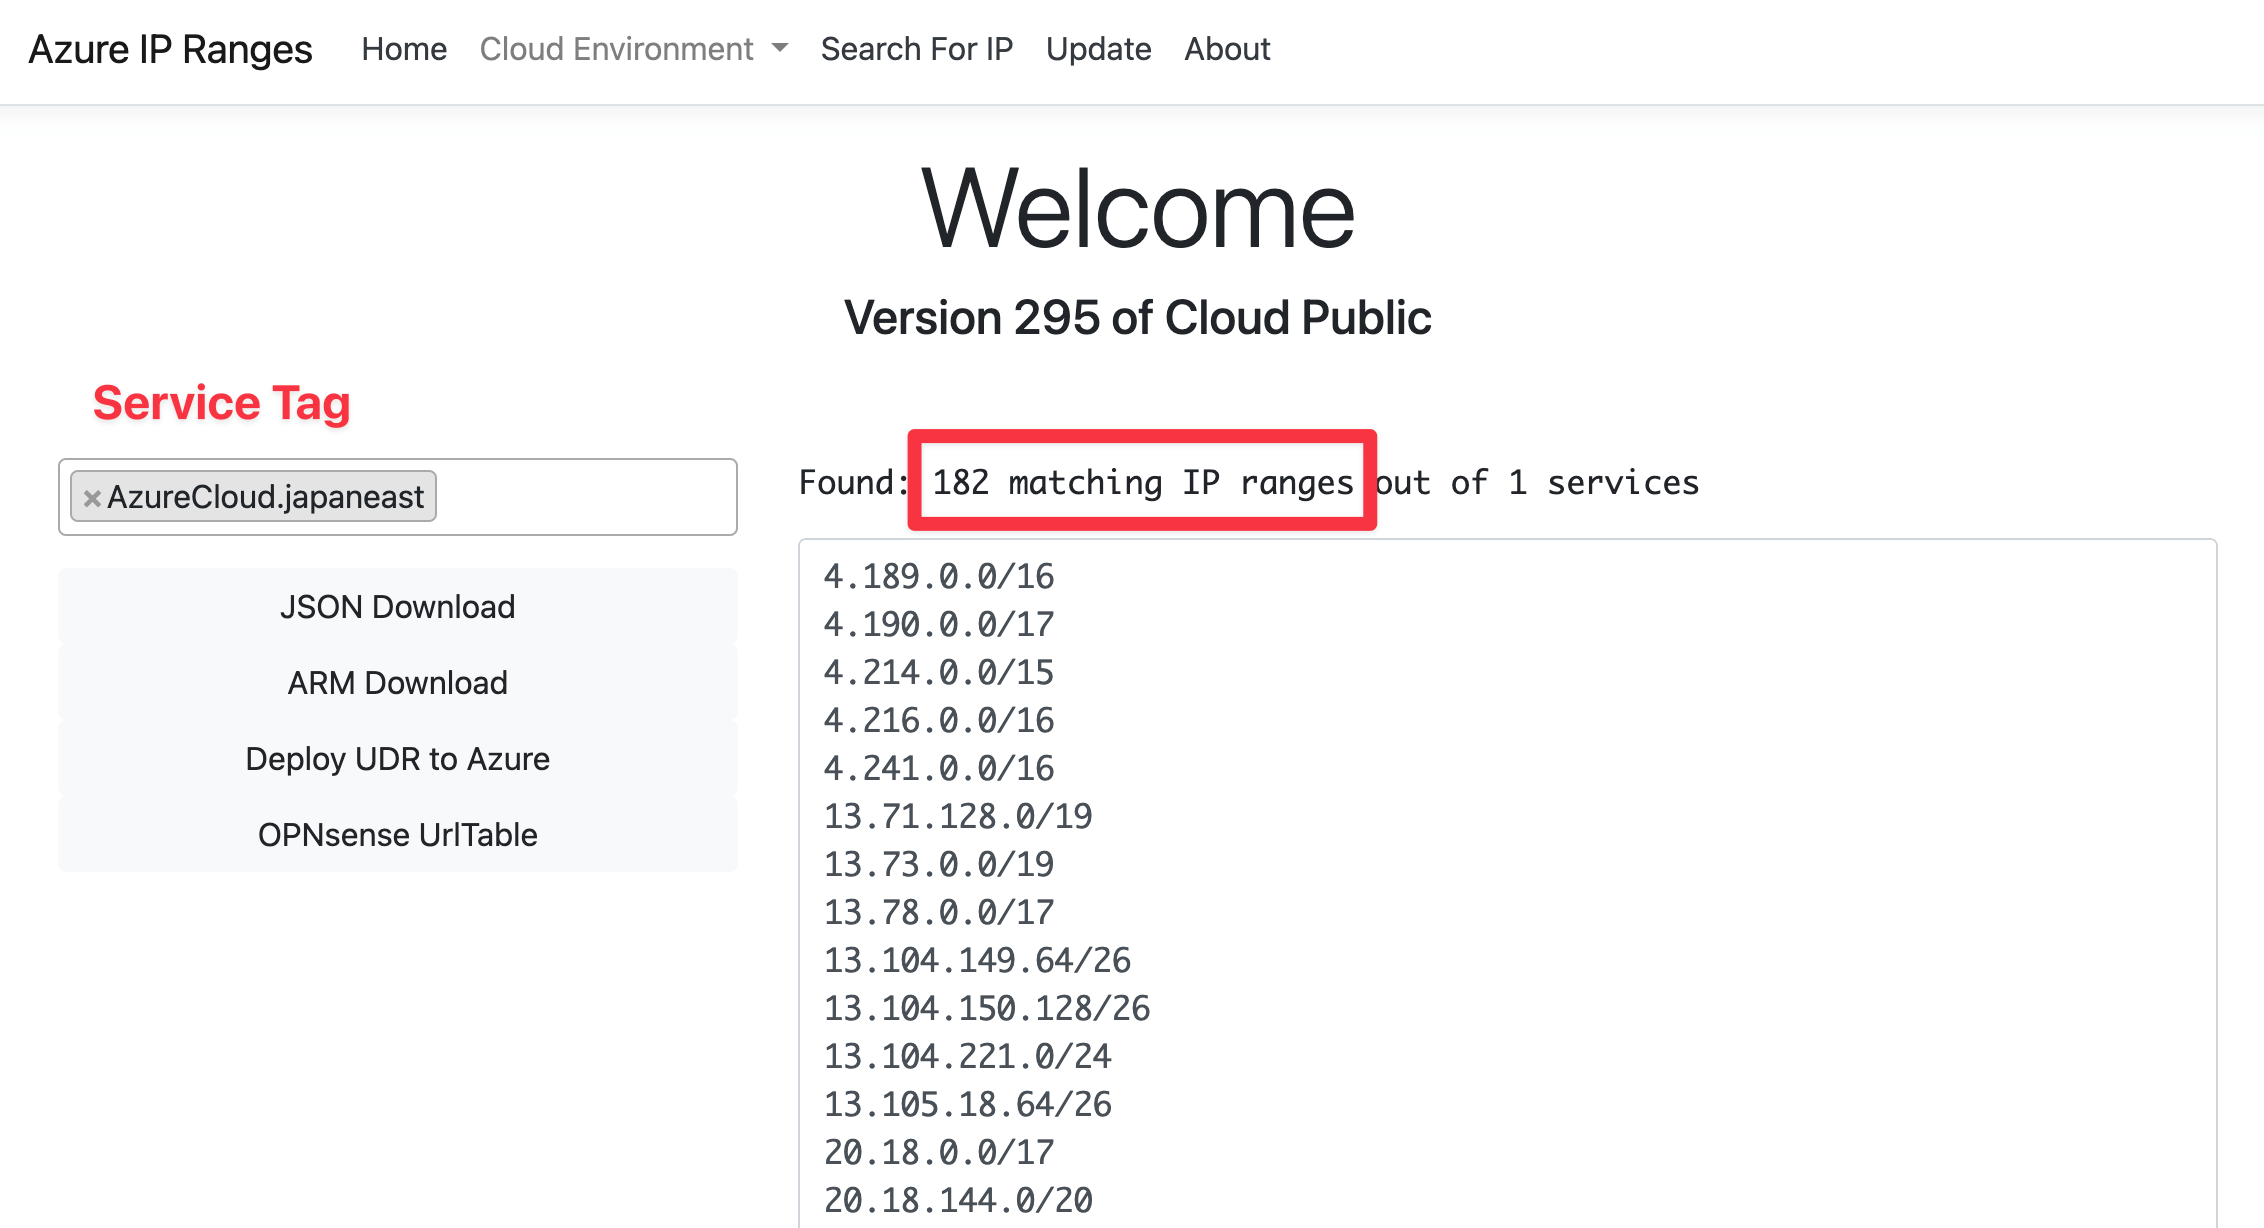 Azure IP Ranges Home Cloud Environment Search For IP Update About
Welcome
Version 295 of Cloud Public
Service Tag
×AzureCloud.japaneast
JSON Download
ARM Download
Deploy UDR to Azure
OPNsense UrlTable
Found: 182 matching IP ranges out of 1 services
4.189.0.0/16
4.190.0.0/17
4.214.0.0/15
4.216.0.0/16
4.241.0.0/16
13.71.128.0/19
13.73.0.0/19
13.78.0.0/17
13.104.149.64/26
13.104.150.128/26
13.104.221.0/24
13.105.18.64/26
20.18.0.0/17
20.18.144.0/20